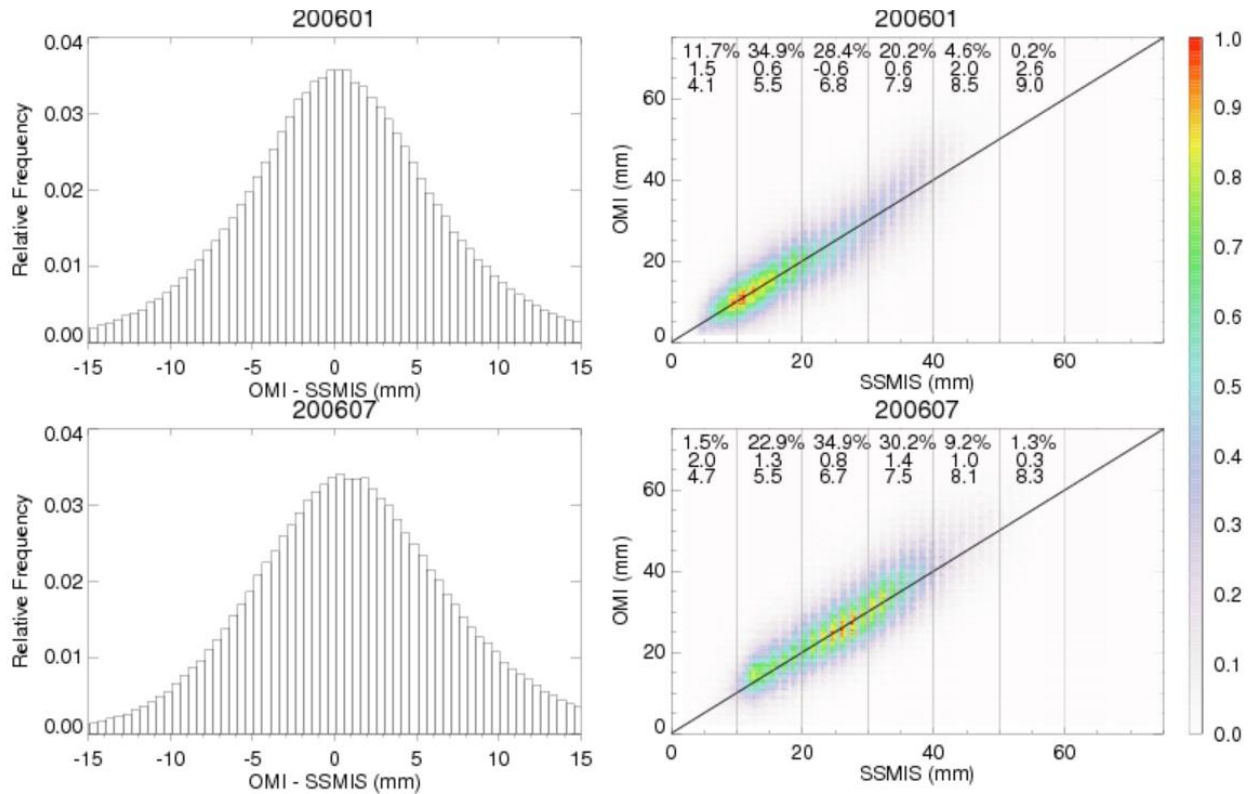 200601
0.04
0.03
0.02
0.01
0.00
Relative Frequency
-15 -10 -5 0 5 10 15
OMI - SSMIS (mm)
200601
11.7% 34.9% 28.4% 20.2% 4.6% 0.2%
1.5 0.6 -0.6 0.6 2.0 2.6
4.1 5.5 6.8 7.9 8.5 9.0
60
40
20
0
OMI (mm)
0 20 40 60
SSMIS (mm)
200607
0.04
0.03
0.02
0.01
0.00
Relative Frequency
-15 -10 -5 0 5 10 15
OMI - SSMIS (mm)
200607
1.5% 22.9% 34.9% 30.2% 9.2% 1.3%
2.0 1.3 0.8 1.4 1.0 0.3
4.7 5.5 6.7 7.5 8.1 8.3
60
40
20
0
OMI (mm)
0 20 40 60
SSMIS (mm)
1.0
0.9
0.8
0.7
0.6
0.5
0.4
0.3
0.2
0.1
0.0